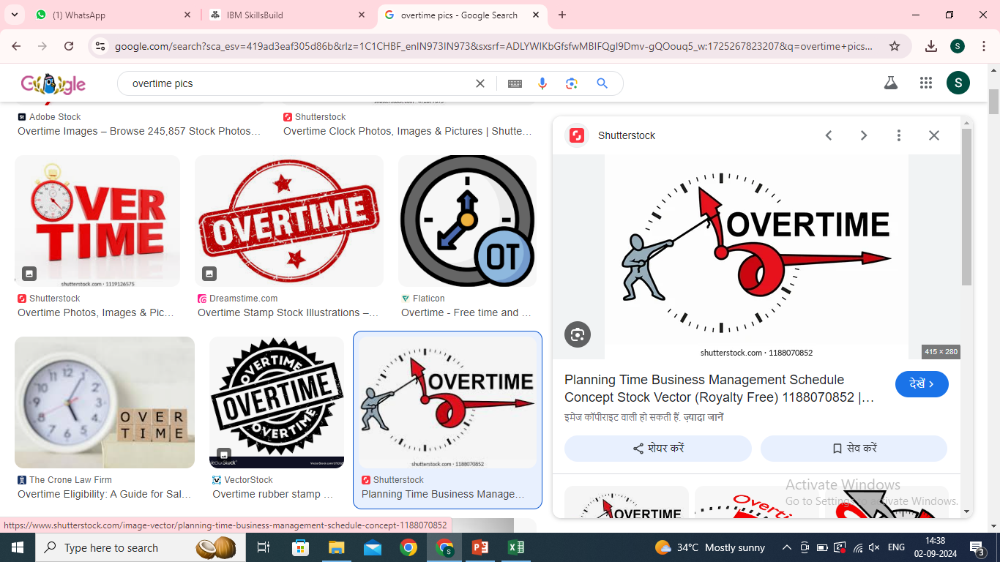 (1) WhatsApp
IBM SkillsBuild
overtime pics - Google Search
google.com/search?sca_esv=419ad3eaf305d86b&rlz=1C1CHBF_enIN973IN973&sxsrf=ADLYWIKbGfsfwMBIFQgI9Dmv-gQOouq5_w:1725267823207&q=overtime+pics...
S
Google
overtime pics
S
Adobe Stock
Overtime Images – Browse 245,857 Stock Photos...
Shutterstock
Overtime Clock Photos, Images & Pictures | Shutte...
OVER
TIME
shutterstock.com · 1119126575
Shutterstock
Overtime Photos, Images & Pic...
OVERTIME
Dreamstime.com
Overtime Stamp Stock Illustrations –...
OT
Flaticon
Overtime - Free time and ...
OVER
TIME
The Crone Law Firm
Overtime Eligibility: A Guide for Sal...
OVERTIME
OVERTIME
OVERTIME
VectorStock
Overtime rubber stamp ...
OVERTIME
shutterstock.com · 1188070852
Shutterstock
Planning Time Business Manage...
Shutterstock
OVERTIME
shutterstock.com · 1188070852
415 × 280
Planning Time Business Management Schedule
Concept Stock Vector (Royalty Free) 1188070852 |...
देखें
इमेज कॉपीराइट वाली हो सकती हैं. ज़्यादा जानें
शेयर करें
सेव करें
OVERTIME
Activate Windows
Go to Settings to activate Windows.
https://www.shutterstock.com/image-vector/planning-time-business-management-schedule-concept-1188070852
Type here to search
34°C Mostly sunny
ENG
14:38
02-09-2024
3